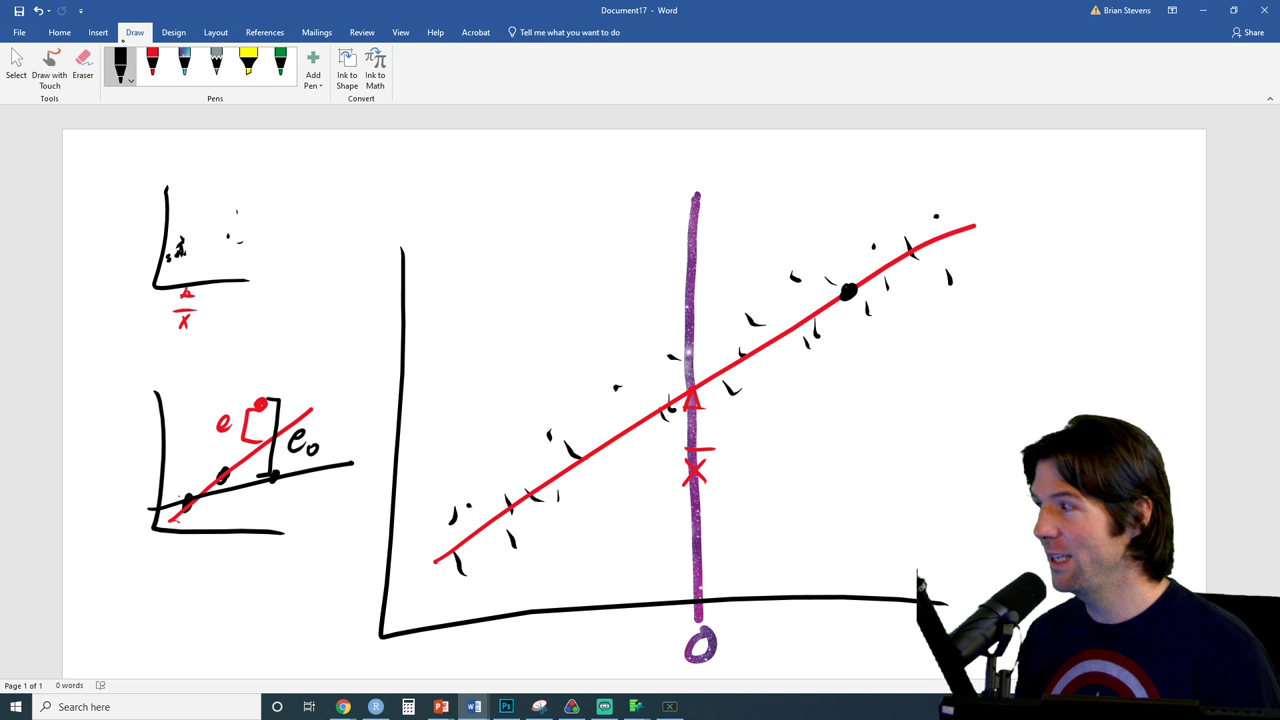 Document17 - Word
Brian Stevens
File Home Insert Draw Design Layout References Mailings Review View Help Acrobat Tell me what you want to do Share
Select Draw with Touch Eraser Add Pen Ink to Shape Ink to Math
Tools Pens Convert
x̄
e
e₀
x̄
0
Page 1 of 1 0 words
Search here